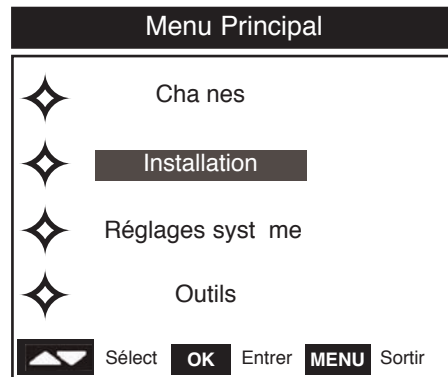 Menu Principal
Cha nes
Installation
Réglages syst me
Outils
Sélect OK Entrer MENU Sortir